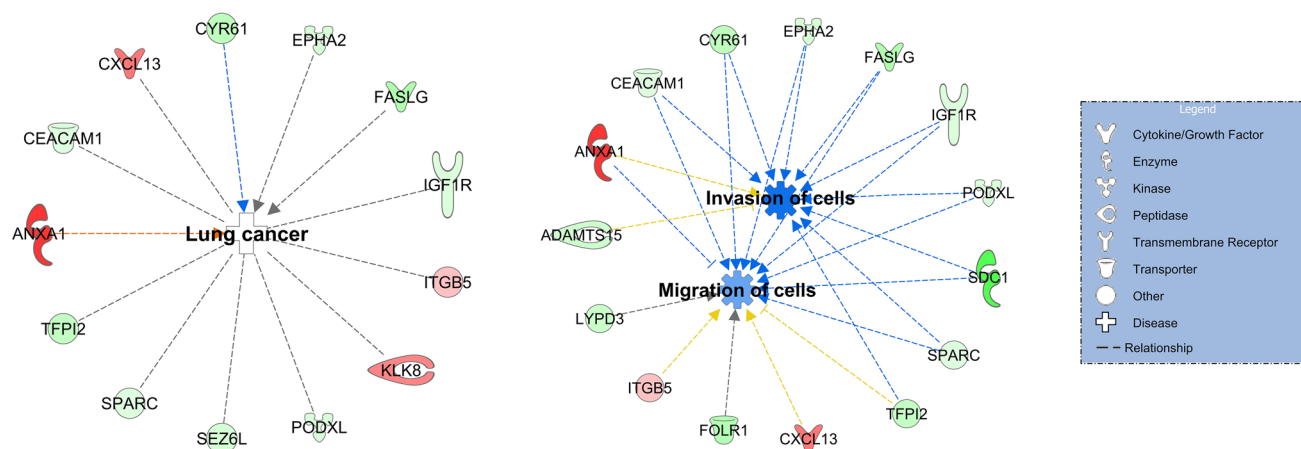 CYR61
EPHA2
CXCL13
FASLG
CEACAM1
IGF1R
ANXA1
Lung cancer
ITGB5
TFPI2
KLK8
SPARC
SEZ6L
PODXL
EPHA2
CYR61
FASLG
CEACAM1
IGF1R
ANXA1
Invasion of cells
PODXL
ADAMTS15
SDC1
Migration of cells
LYPD3
SPARC
ITGB5
TFPI2
FOLR1
CXCL13
Legend
Cytokine/Growth Factor
Enzyme
Kinase
Peptidase
Transmembrane Receptor
Transporter
Other
Disease
Relationship